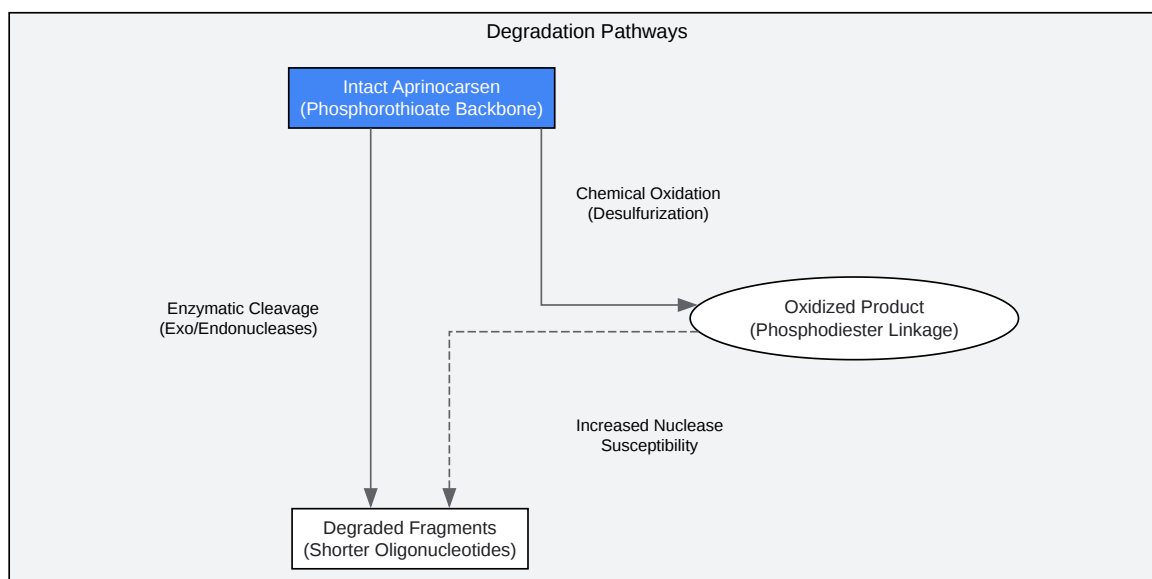 Degradation Pathways
Intact Aprinocarsen
(Phosphorothioate Backbone)
Chemical Oxidation
(Desulfurization)
Enzymatic Cleavage
(Exo/Endonucleases)
Oxidized Product
(Phosphodiester Linkage)
Increased Nuclease
Susceptibility
Degraded Fragments
(Shorter Oligonucleotides)